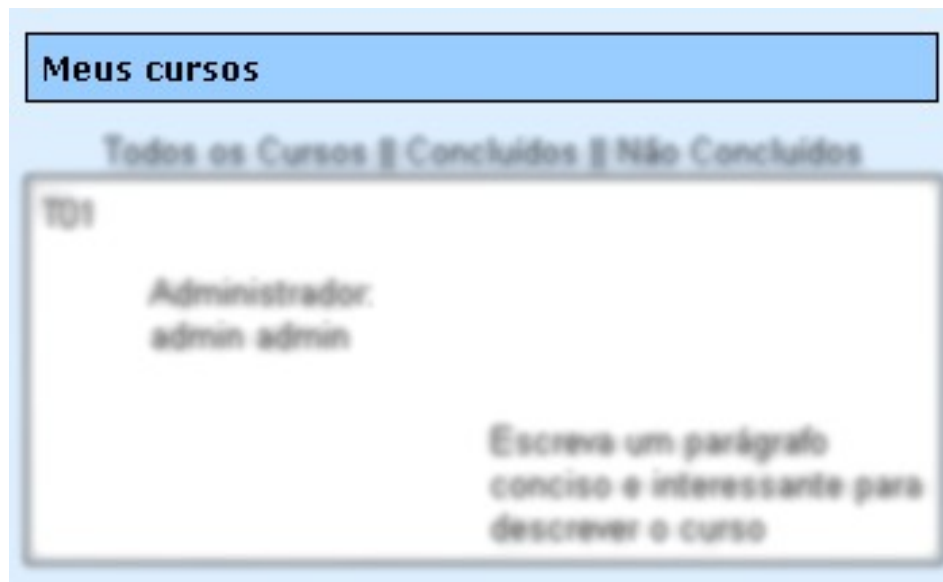 Meus cursos
Todos os Cursos || Concluídos || Não Concluídos
TD1
Administrador:
admin admin
Escreva um parágrafo
conciso e interessante para
descrever o curso